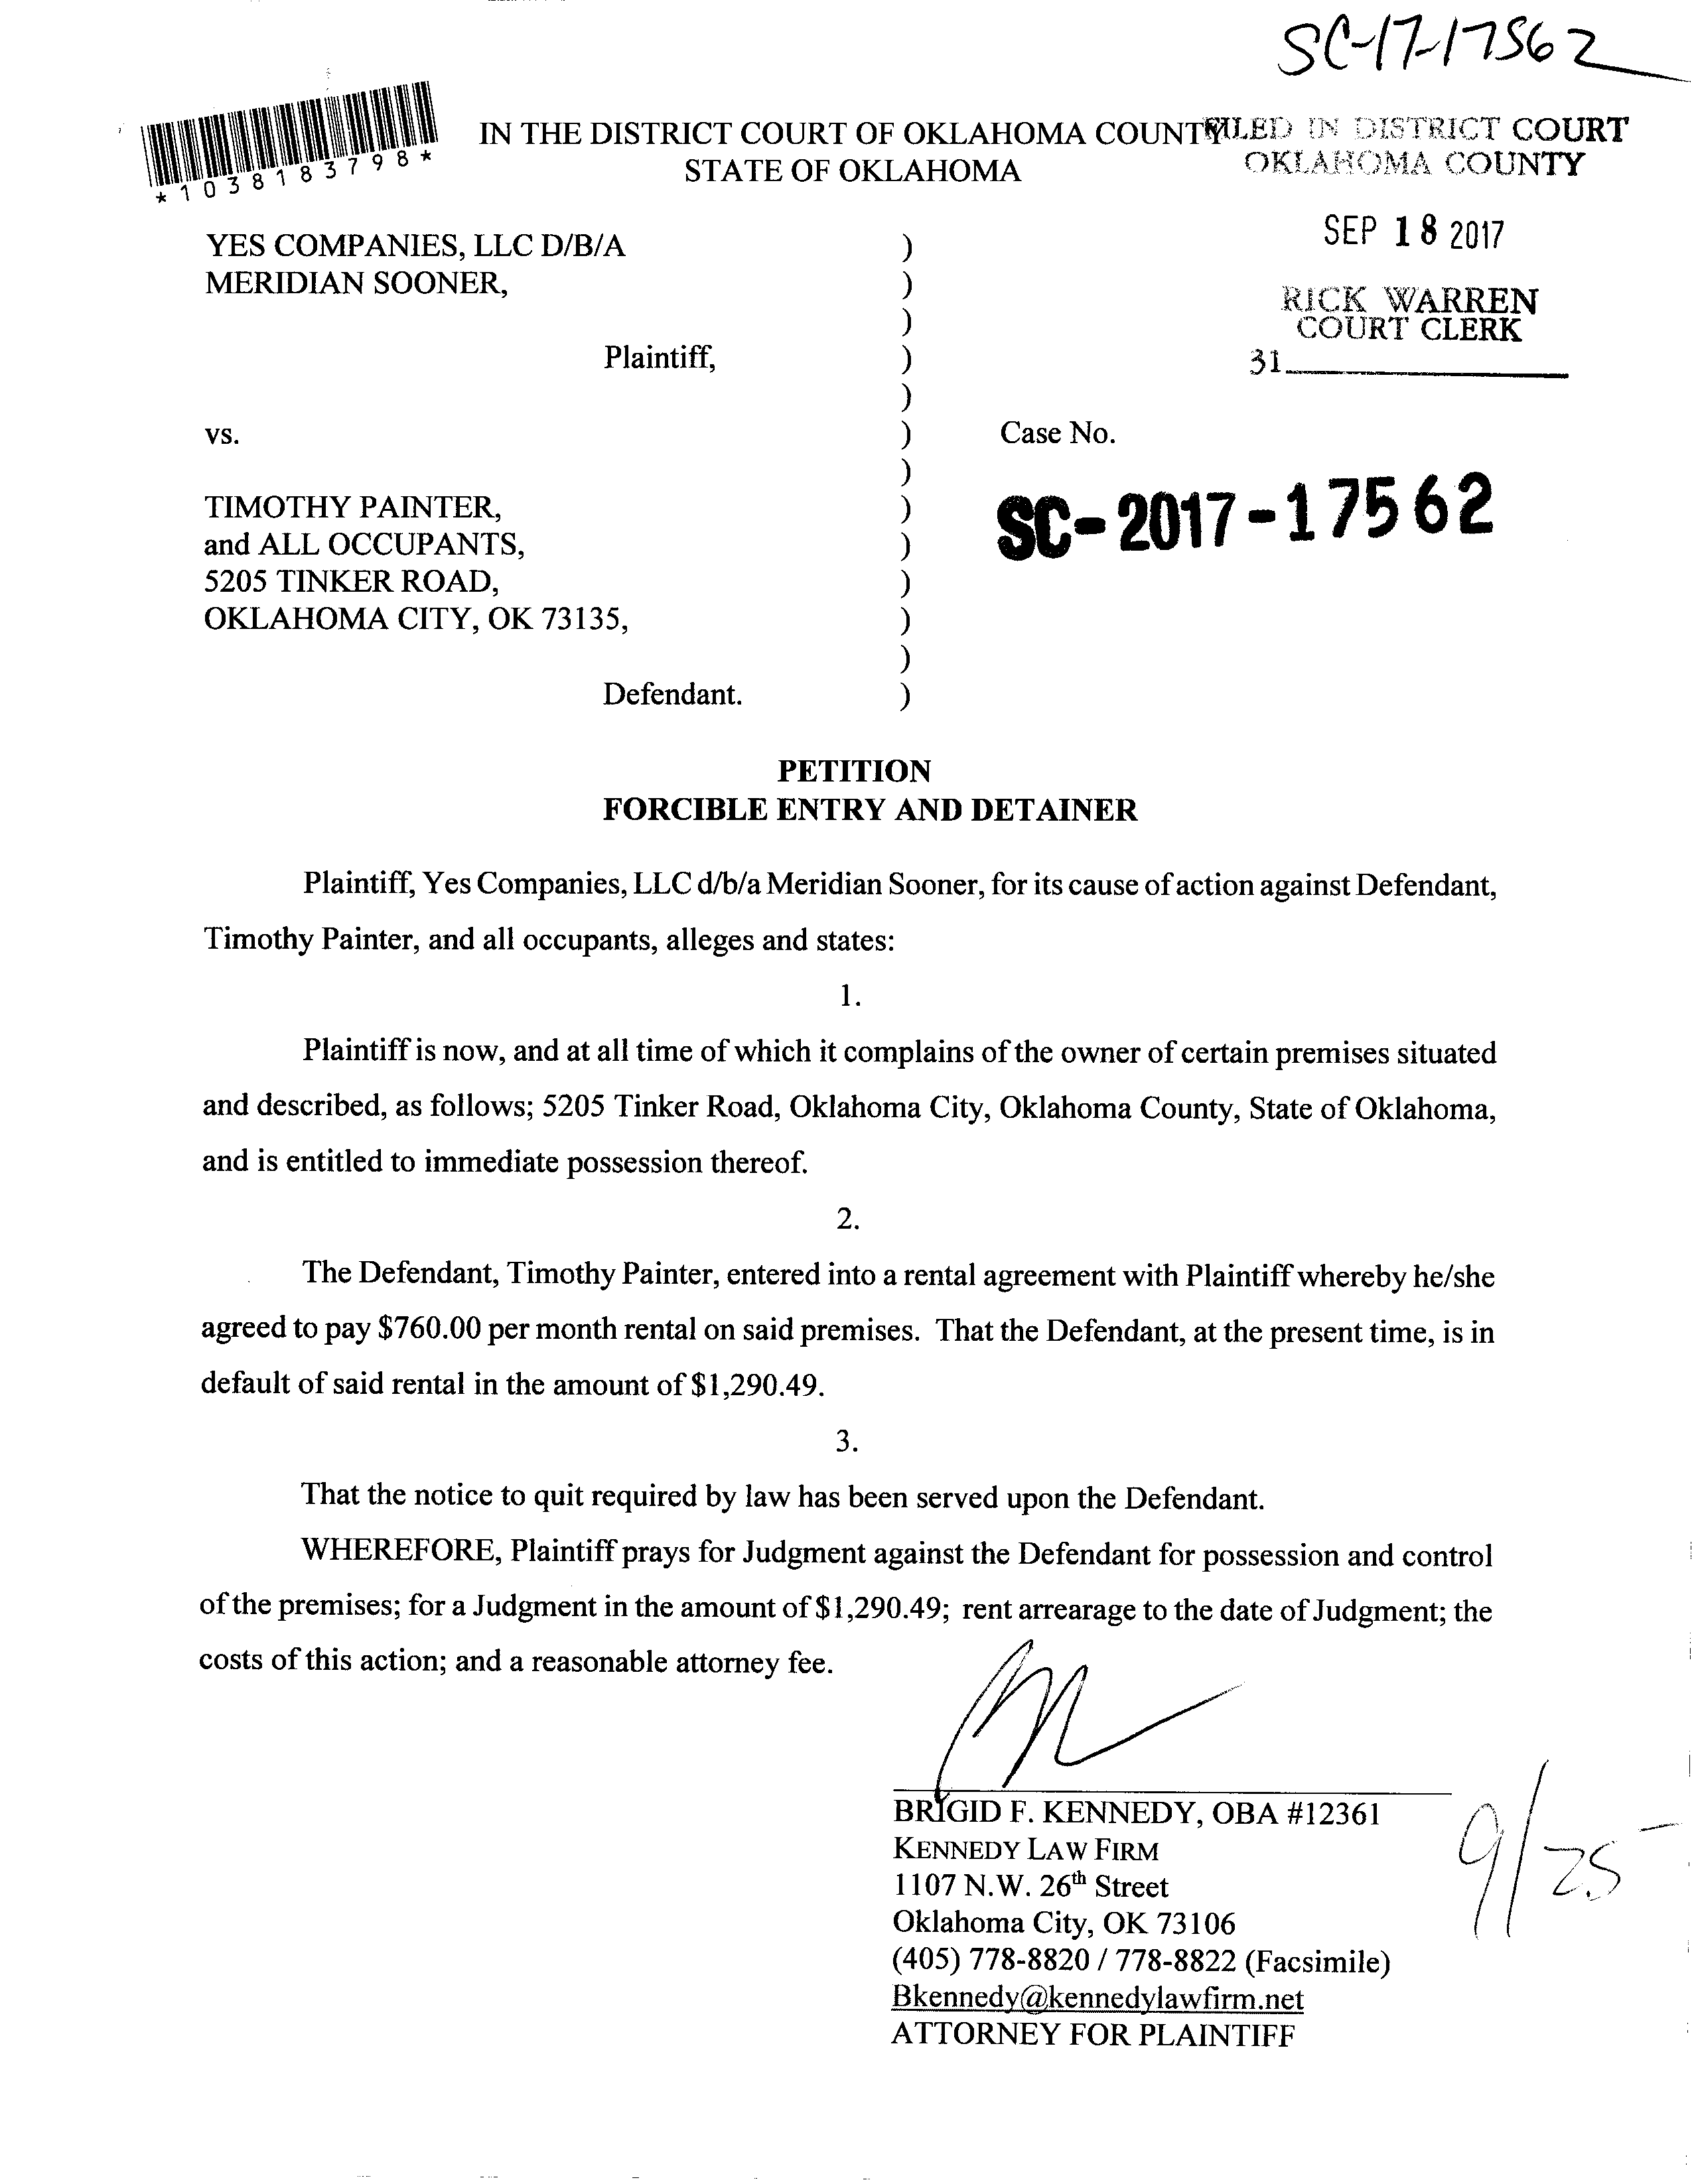 SC-17-17562
*1038183798*
IN THE DISTRICT COURT OF OKLAHOMA COUNTY
STATE OF OKLAHOMA
FILED IN DISTRICT COURT
OKLAHOMA COUNTY
SEP 18 2017
RICK WARREN
COURT CLERK
31
YES COMPANIES, LLC D/B/A )
MERIDIAN SOONER, )
)
Plaintiff, )
)
vs. ) Case No.
)
TIMOTHY PAINTER, ) SC-2017-17562
and ALL OCCUPANTS, )
5205 TINKER ROAD, )
OKLAHOMA CITY, OK 73135, )
)
Defendant. )
PETITION
FORCIBLE ENTRY AND DETAINER
Plaintiff, Yes Companies, LLC d/b/a Meridian Sooner, for its cause of action against Defendant,
Timothy Painter, and all occupants, alleges and states:
1.
Plaintiff is now, and at all time of which it complains of the owner of certain premises situated
and described, as follows; 5205 Tinker Road, Oklahoma City, Oklahoma County, State of Oklahoma,
and is entitled to immediate possession thereof.
2.
The Defendant, Timothy Painter, entered into a rental agreement with Plaintiff whereby he/she
agreed to pay $760.00 per month rental on said premises. That the Defendant, at the present time, is in
default of said rental in the amount of $1,290.49.
3.
That the notice to quit required by law has been served upon the Defendant.
WHEREFORE, Plaintiff prays for Judgment against the Defendant for possession and control
of the premises; for a Judgment in the amount of $1,290.49; rent arrearage to the date of Judgment; the
costs of this action; and a reasonable attorney fee.
BRIGID F. KENNEDY, OBA #12361
KENNEDY LAW FIRM
1107 N.W. 26th Street
Oklahoma City, OK 73106
(405) 778-8820 / 778-8822 (Facsimile)
Bkennedy@kennedylawfirm.net
ATTORNEY FOR PLAINTIFF
9/25